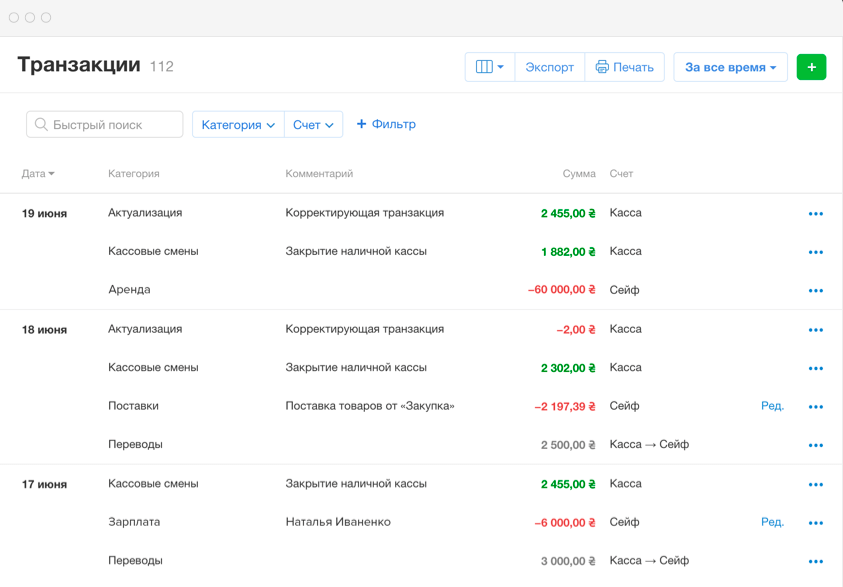 Транзакции 112
Экспорт Печать За все время +
Быстрый поиск Категория Счет + Фильтр
Дата Категория Комментарий Сумма Счет
19 июня Актуализация Корректирующая транзакция 2 455,00 ₴ Касса •••
Кассовые смены Закрытие наличной кассы 1 882,00 ₴ Касса •••
Аренда −60 000,00 ₴ Сейф •••
18 июня Актуализация Корректирующая транзакция −2,00 ₴ Касса •••
Кассовые смены Закрытие наличной кассы 2 302,00 ₴ Касса •••
Поставки Поставка товаров от «Закупка» −2 197,39 ₴ Сейф Ред. •••
Переводы 2 500,00 ₴ Касса → Сейф •••
17 июня Кассовые смены Закрытие наличной кассы 2 455,00 ₴ Касса •••
Зарплата Наталья Иваненко −6 000,00 ₴ Сейф Ред. •••
Переводы 3 000,00 ₴ Касса → Сейф •••